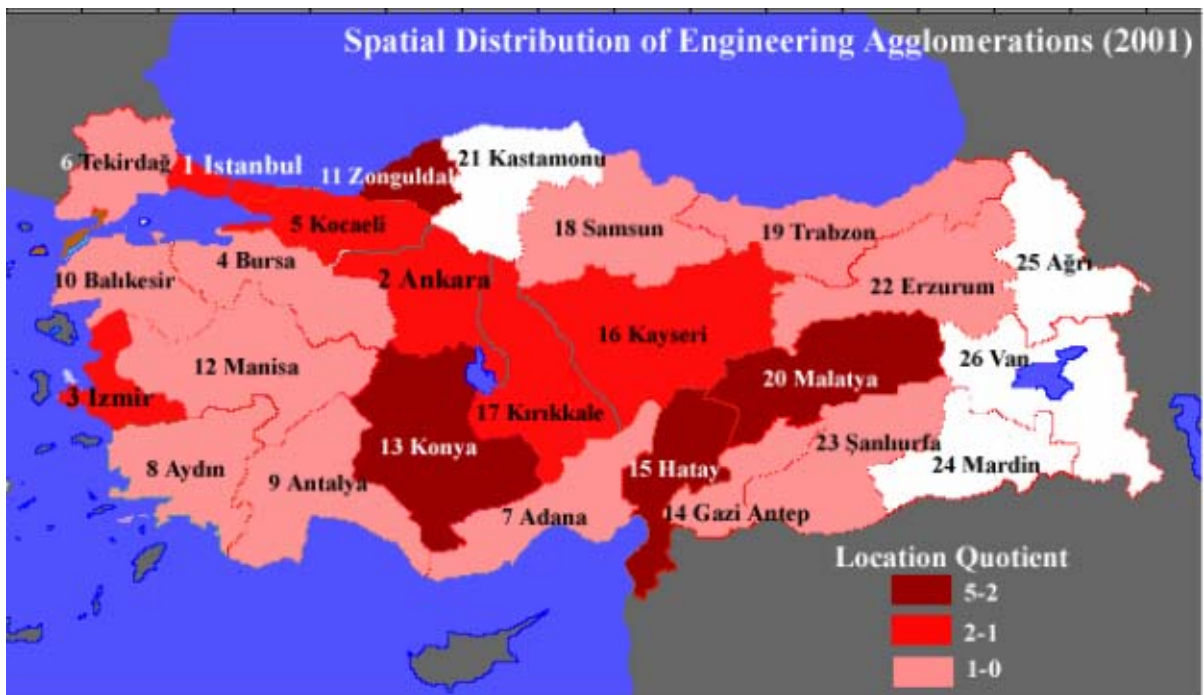 Spatial Distribution of Engineering Agglomerations (2001)
6 Tekirdağ
1 Istanbul
11 Zonguldal
21 Kastamonu
5 Kocaeli
18 Samsun
19 Trabzon
4 Bursa
10 Balıkesir
2 Ankara
25 Ağrı
22 Erzurum
16 Kayseri
12 Manisa
26 Van
20 Malatya
3 Izmir
17 Kırıkkale
13 Konya
23 Şanlıurfa
8 Aydın
15 Hatay
24 Mardin
9 Antalya
7 Adana
14 Gazi Antep
Location Quotient
5-2
2-1
1-0